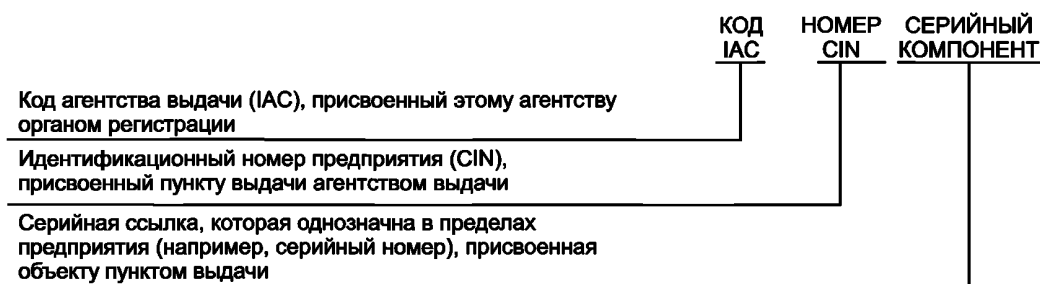 КОД НОМЕР СЕРИЙНЫЙ
IAC CIN КОМПОНЕНТ
Код агентства выдачи (IAC), присвоенный этому агентству
органом регистрации
Идентификационный номер предприятия (CIN),
присвоенный пункту выдачи агентством выдачи
Серийная ссылка, которая однозначна в пределах
предприятия (например, серийный номер), присвоенная
объекту пунктом выдачи